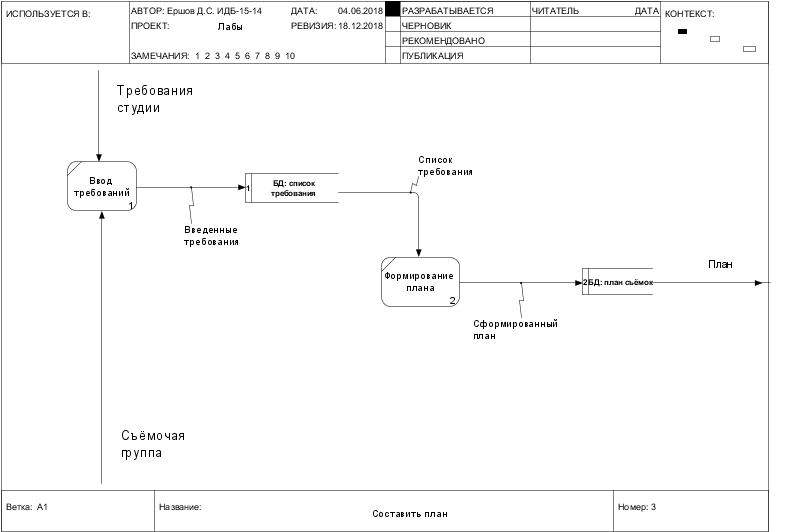 ИСПОЛЬЗУЕТСЯ В:
АВТОР: Ершов Д.С. ИДБ-15-14
ДАТА: 04.06.2018
ПРОЕКТ: Лабы
РЕВИЗИЯ: 18.12.2018
ЗАМЕЧАНИЯ: 1 2 3 4 5 6 7 8 9 10
РАЗРАБАТЫВАЕТСЯ
ЧЕРНОВИК
РЕКОМЕНДОВАНО
ПУБЛИКАЦИЯ
ЧИТАТЕЛЬ ДАТА
КОНТЕКСТ:
Требования
студии
Ввод
требований
1
Введенные
требования
1
БД: список
требования
Список
требования
Формирование
плана
2
Сформированный
план
2 БД: план съёмок
План
Съёмочая
группа
Ветка: А1
Название:
Составить план
Номер: 3